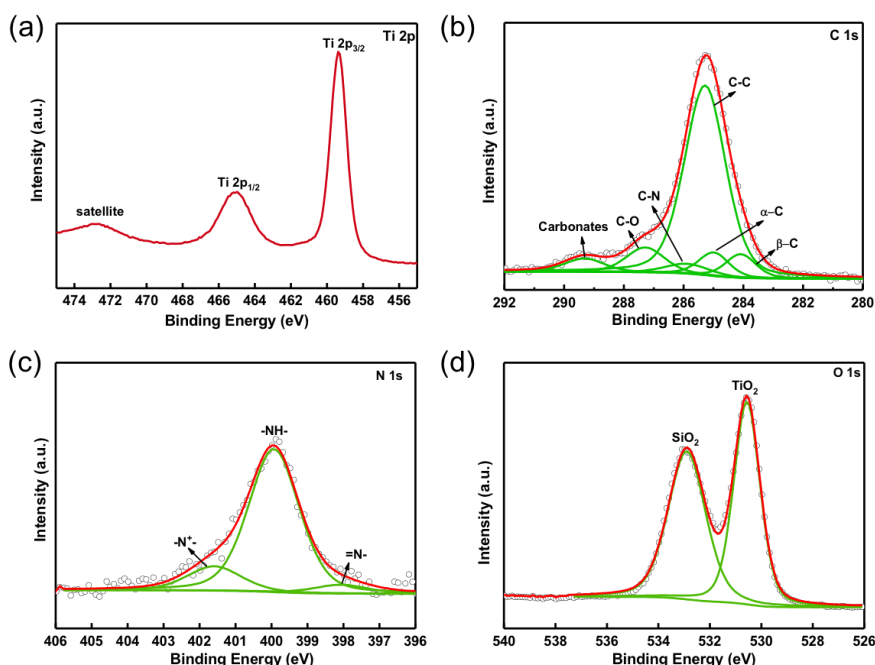 (a)
Ti 2p
Ti 2p3/2
Ti 2p1/2
satellite
Intensity (a.u.)
474 472 470 468 466 464 462 460 458 456
Binding Energy (eV)
(b)
C 1s
C-C
C-N
C-O
Carbonates
α–C
β–C
Intensity (a.u.)
292 290 288 286 284 282 280
Binding Energy (eV)
(c)
N 1s
-NH-
-N+-
=N-
Intensity (a.u.)
406 405 404 403 402 401 400 399 398 397 396
Binding Energy (eV)
(d)
O 1s
TiO2
SiO2
Intensity (a.u.)
540 538 536 534 532 530 528 526
Binding Energy (eV)